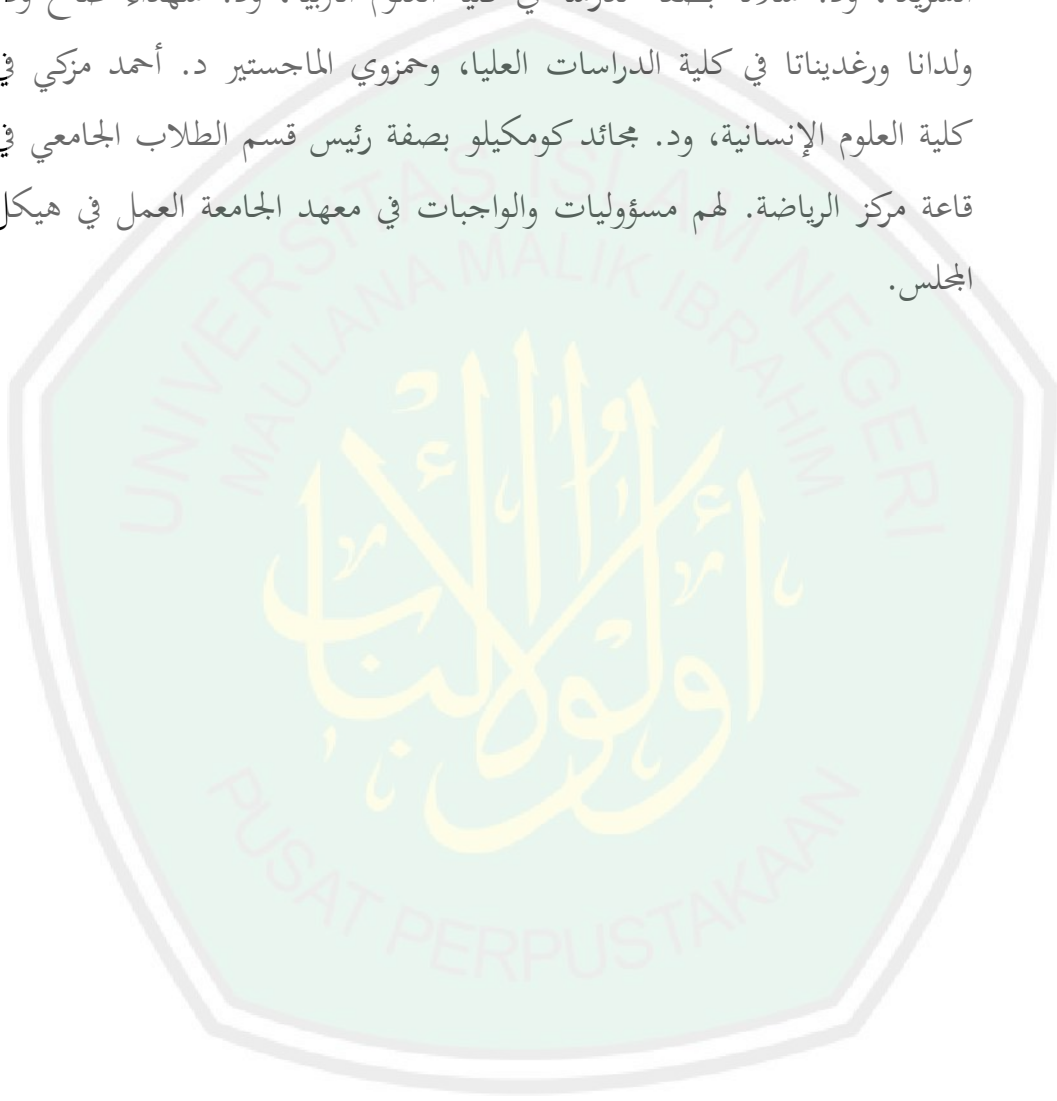 ولدانا ورغديناتا في كلية الدراسات العليا، وحمزوي الماجستير د. أحمد مزكي في
كلية العلوم الإنسانية، ود. مجائد كومكيلو بصفة رئيس قسم الطلاب الجامعي في
قاعة مركز الرياضة. لهم مسؤوليات والواجبات في معهد الجامعة العمل في هيكل
المجلس.
UNIVERSITAS ISLAM NEGERI
MAULANA MALIK IBRAHIM
PUSAT PERPUSTAKAAN